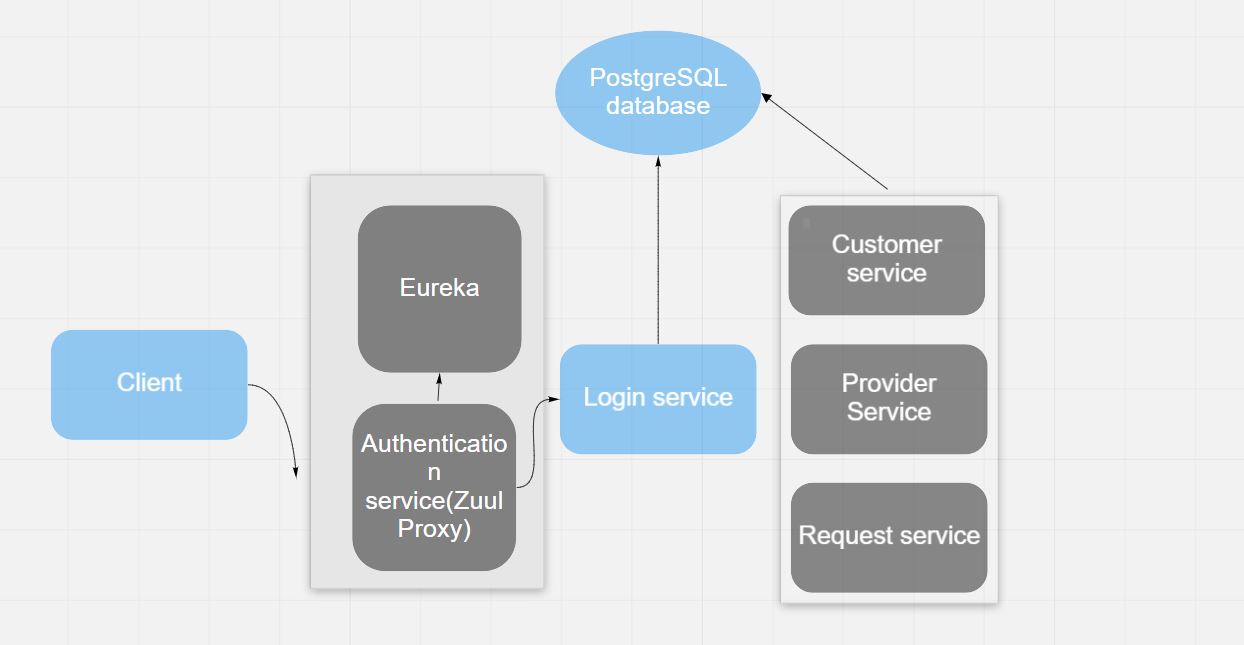 PostgreSQL
database
Customer
service
Eureka
Client
Provider
Service
Login service
Authenticatio
n
service(Zuul
Proxy)
Request service